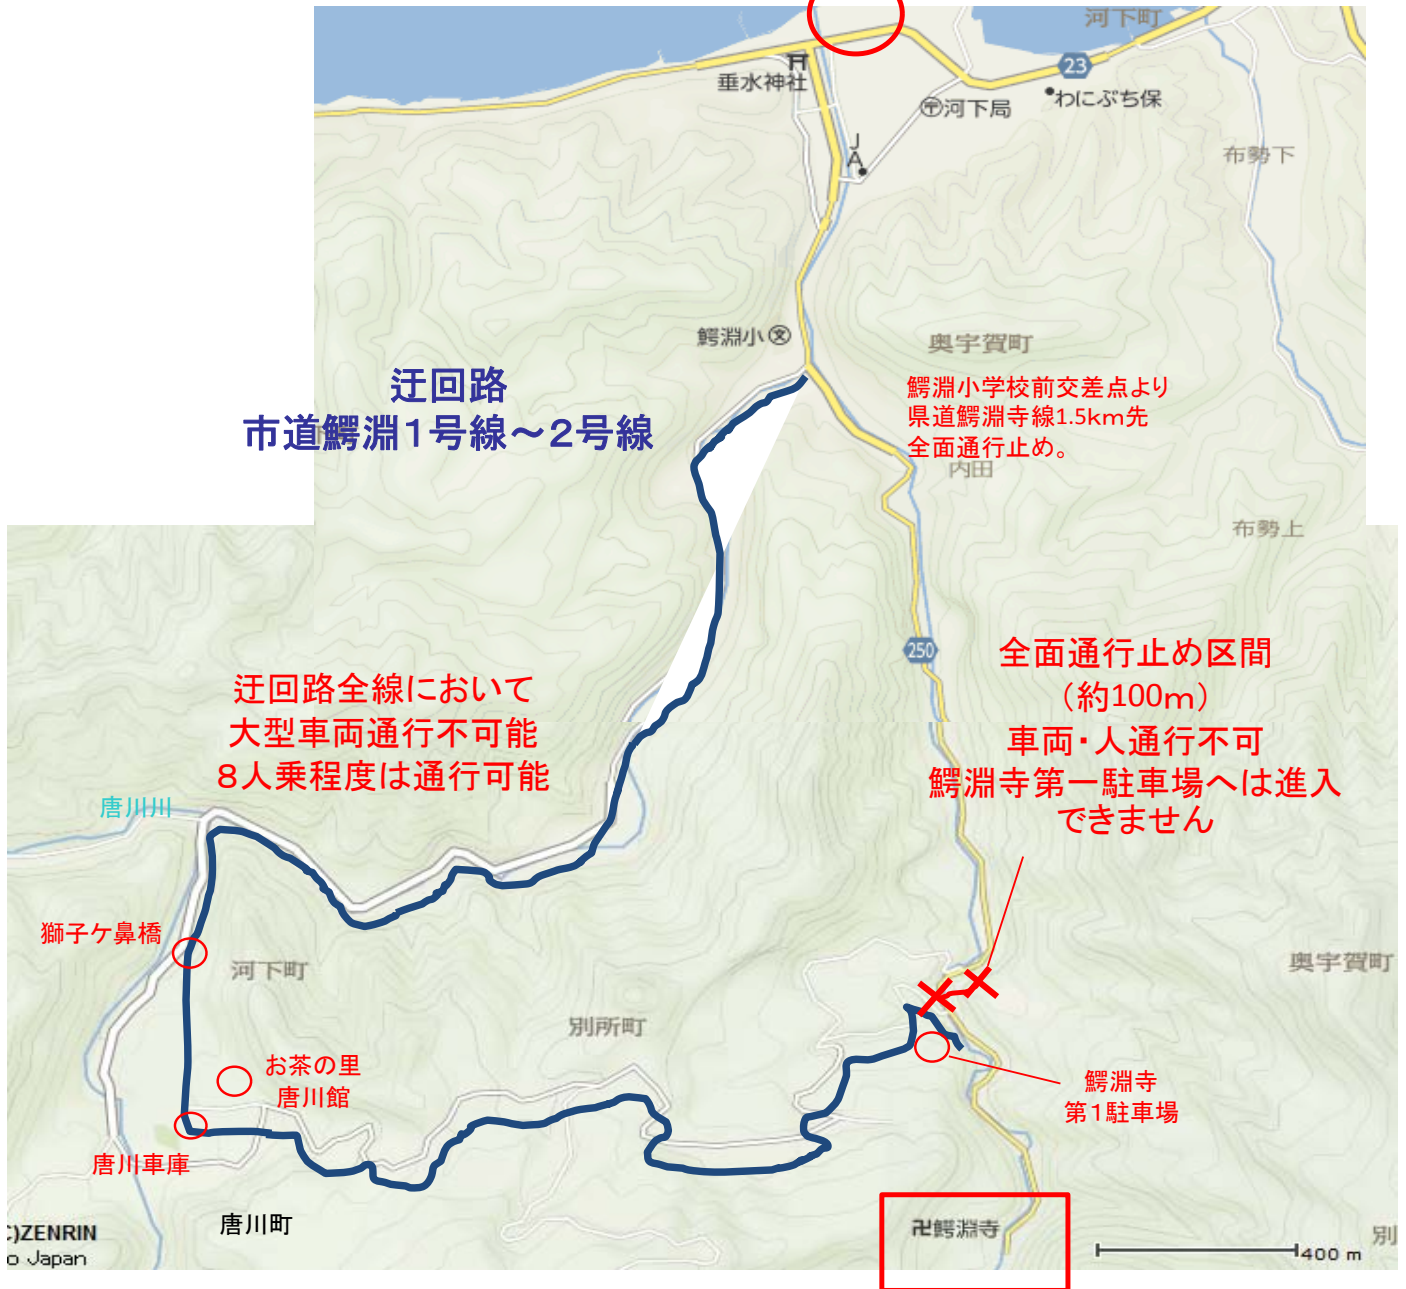 河下町
23
垂水神社
〒河下局
わにぶち保
J
A
布勢下
鰐淵小 文
奥宇賀町
迂回路
市道鰐淵1号線～2号線
鰐淵小学校前交差点より
県道鰐淵寺線1.5km先
全面通行止め。
内田
布勢上
250
全面通行止め区間
（約100ｍ）
車両・人通行不可
鰐淵寺第一駐車場へは進入
できません
迂回路全線において
大型車両通行不可能
8人乗程度は通行可能
唐川川
獅子ケ鼻橋
河下町
奥宇賀町
別所町
お茶の里
唐川館
鰐淵寺
第1駐車場
唐川車庫
唐川町
卍鰐淵寺
別
400 m
C)ZENRIN
o Japan